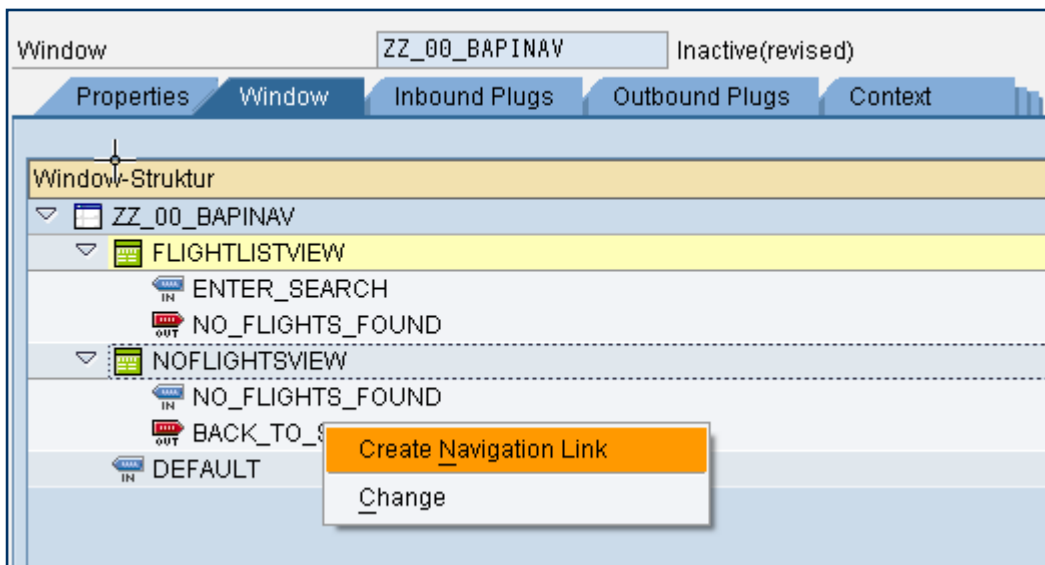 Window ZZ_00_BAPINAV Inactive(revised)
Properties Window Inbound Plugs Outbound Plugs Context
Window-Struktur
ZZ_00_BAPINAV
FLIGHTLISTVIEW
IN ENTER_SEARCH
OUT NO_FLIGHTS_FOUND
NOFLIGHTSVIEW
IN NO_FLIGHTS_FOUND
OUT BACK_TO_
Create Navigation Link
IN DEFAULT
Change